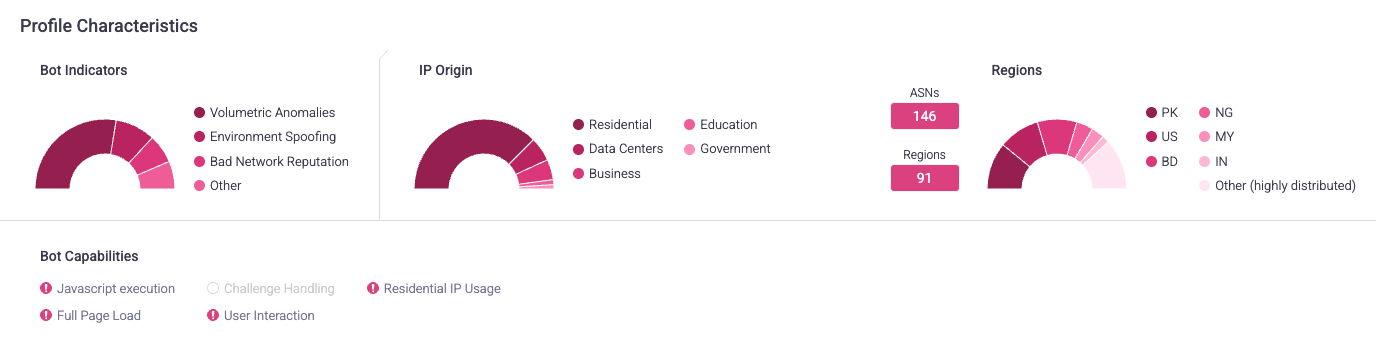 Profile Characteristics
Bot Indicators
Volumetric Anomalies
Environment Spoofing
Bad Network Reputation
Other
IP Origin
Residential
Data Centers
Business
Education
Government
ASNs
146
Regions
91
Regions
PK
US
BD
NG
MY
IN
Other (highly distributed)
Bot Capabilities
Javascript execution
Challenge Handling
Residential IP Usage
Full Page Load
User Interaction